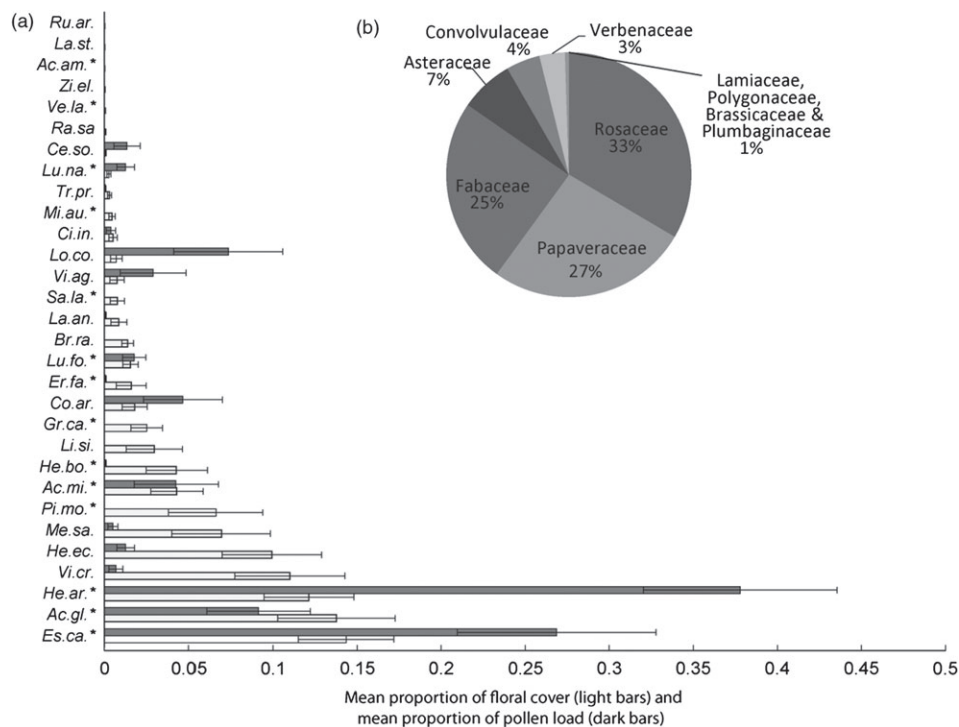 (a)
Ru.ar.
La.st.
Ac.am.*
Zi.el.
Ve.la.*
Ra.sa
Ce.so.
Lu.na.*
Tr.pr.
Mi.au.*
Ci.in.
Lo.co.
Vi.ag.
Sa.la.*
La.an.
Br.ra.
Lu.fo.*
Er.fa.*
Co.ar.
Gr.ca.*
Li.si.
He.bo.*
Ac.mi.*
Pi.mo.*
Me.sa.
He.ec.
Vi.cr.
He.ar.*
Ac.gl.*
Es.ca.*
0 0.05 0.1 0.15 0.2 0.25 0.3 0.35 0.4 0.45 0.5
Mean proportion of floral cover (light bars) and
mean proportion of pollen load (dark bars)
(b)
Convolvulaceae
4%
Verbenaceae
3%
Asteraceae
7%
Lamiaceae,
Polygonaceae,
Brassicaceae &
Plumbaginaceae
1%
Rosaceae
33%
Fabaceae
25%
Papaveraceae
27%